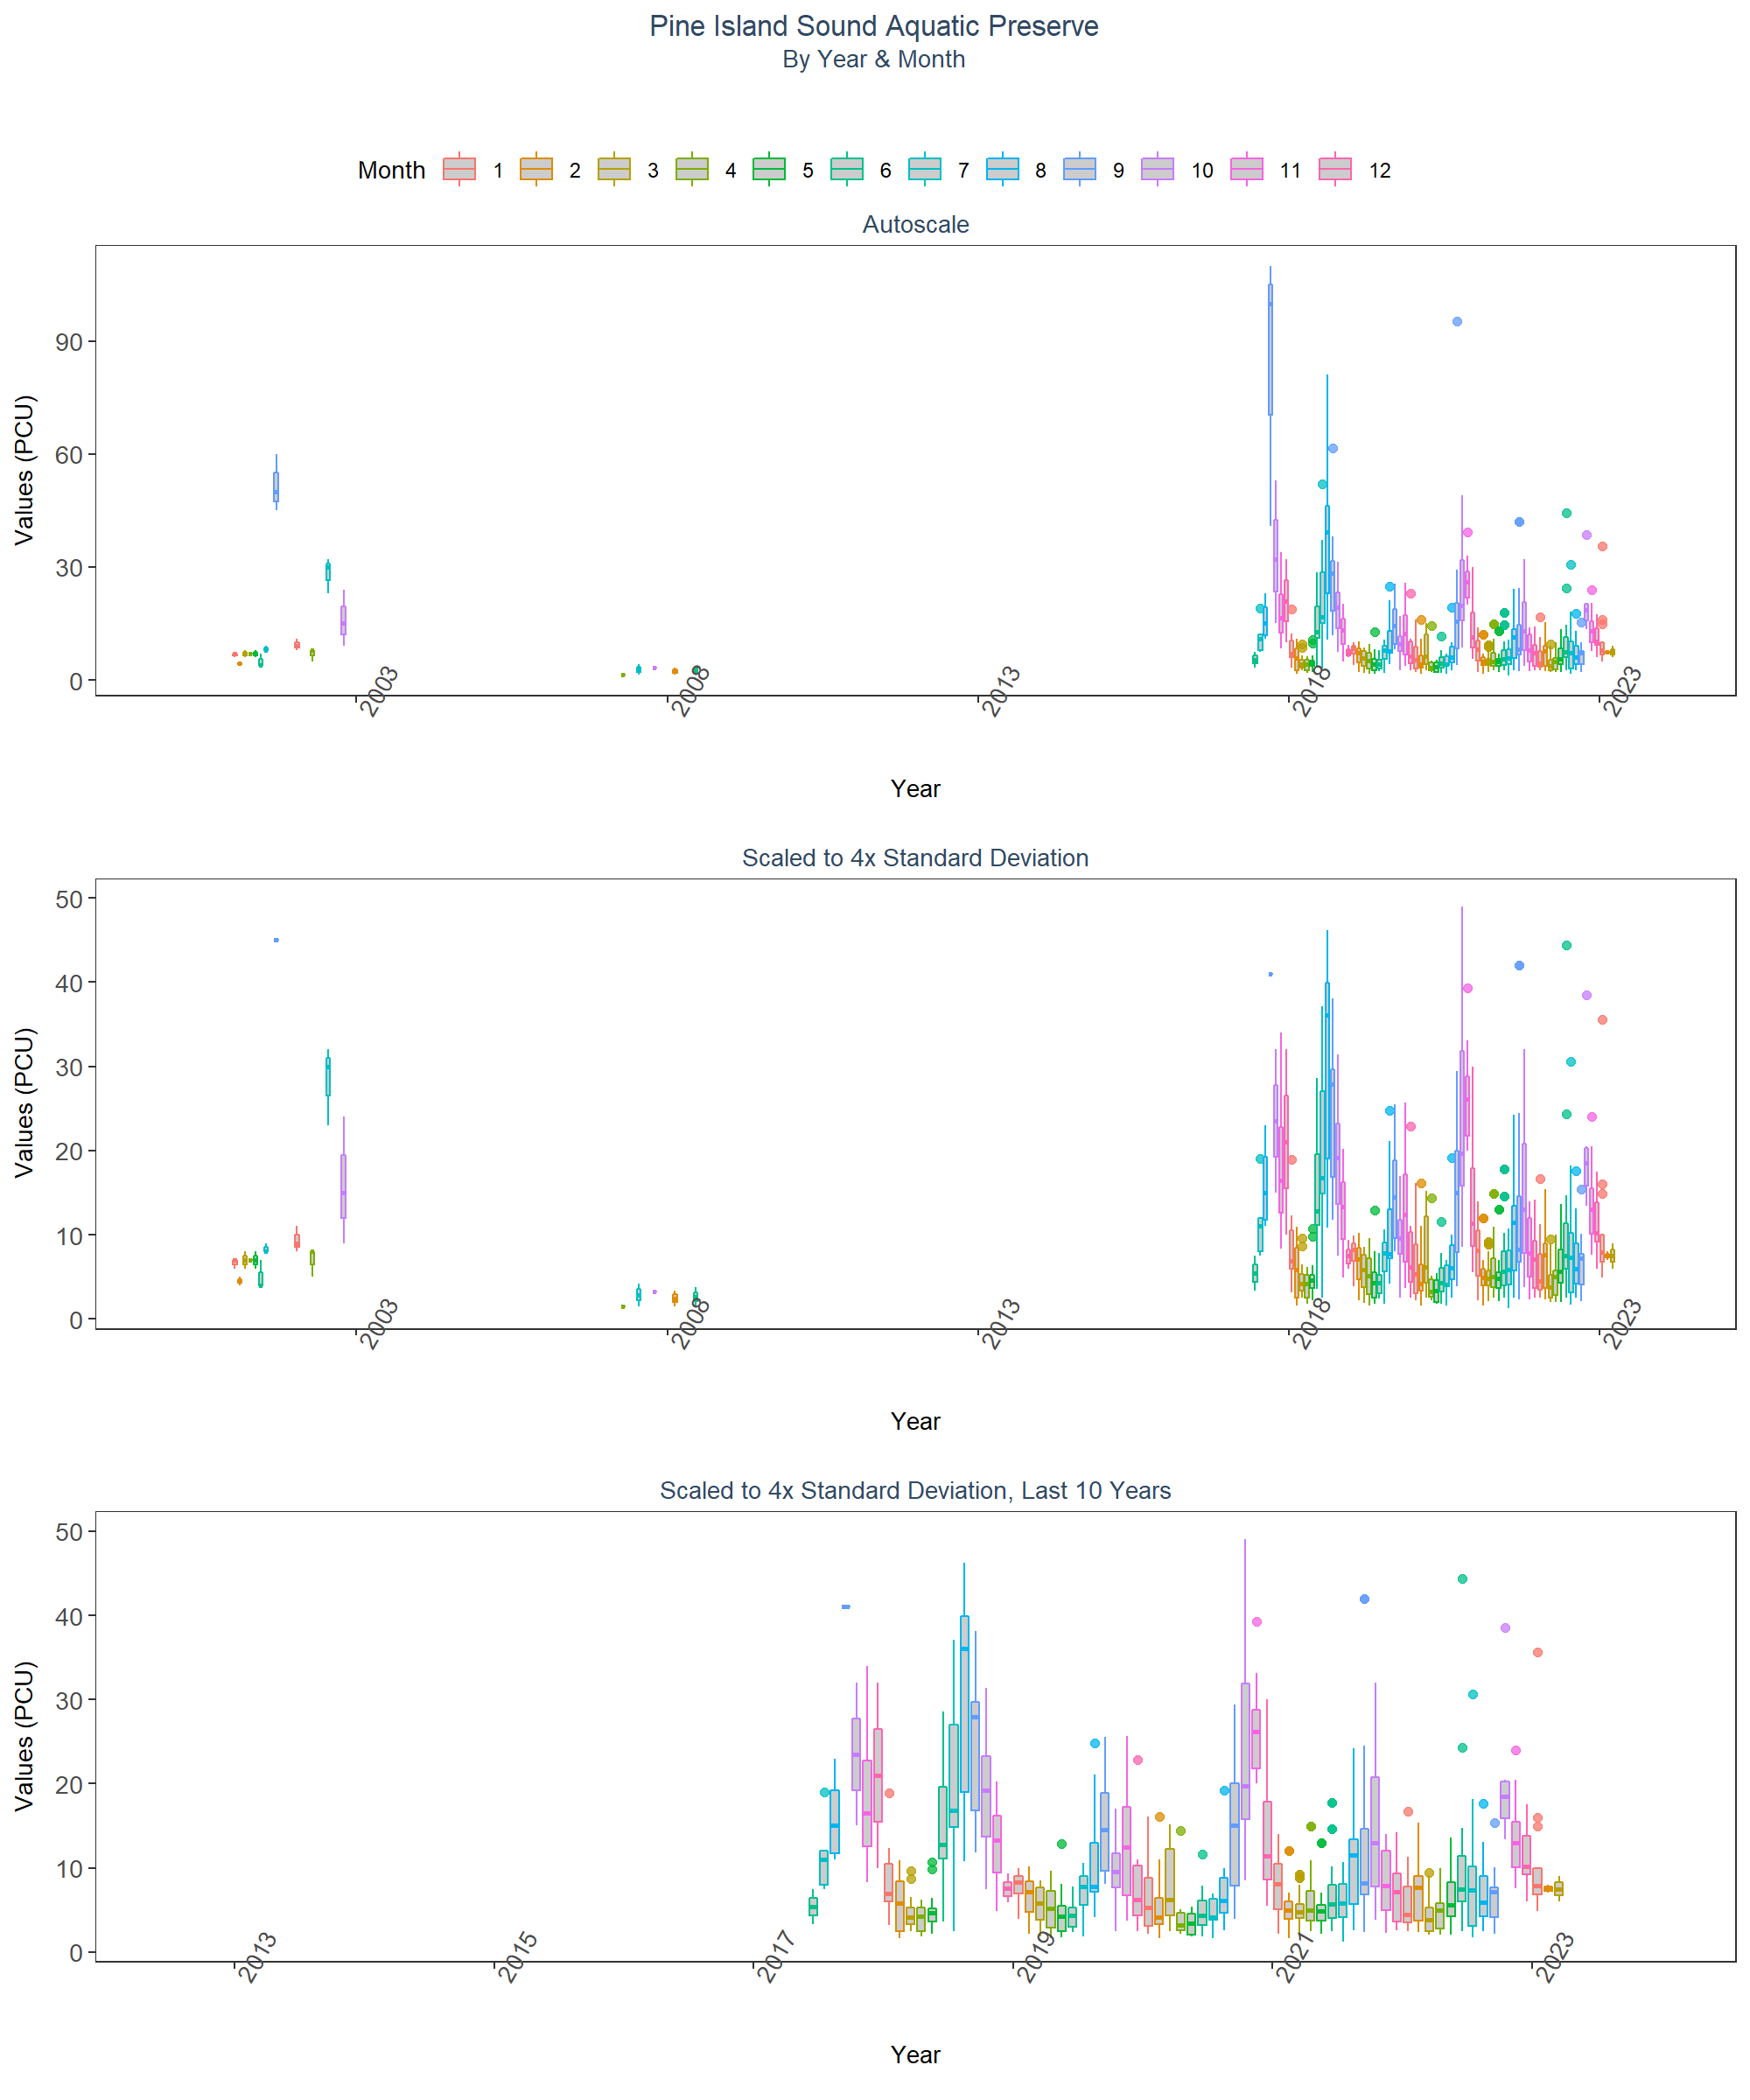 Pine Island Sound Aquatic Preserve
By Year & Month
Month 1 2 3 4 5 6 7 8 9 10 11 12
Autoscale
Values (PCU)
90
60
30
0
2003 2008 2013 2018 2023
Year
Scaled to 4x Standard Deviation
Values (PCU)
50
40
30
20
10
0
2003 2008 2013 2018 2023
Year
Scaled to 4x Standard Deviation, Last 10 Years
Values (PCU)
50
40
30
20
10
0
2013 2015 2017 2019 2021 2023
Year